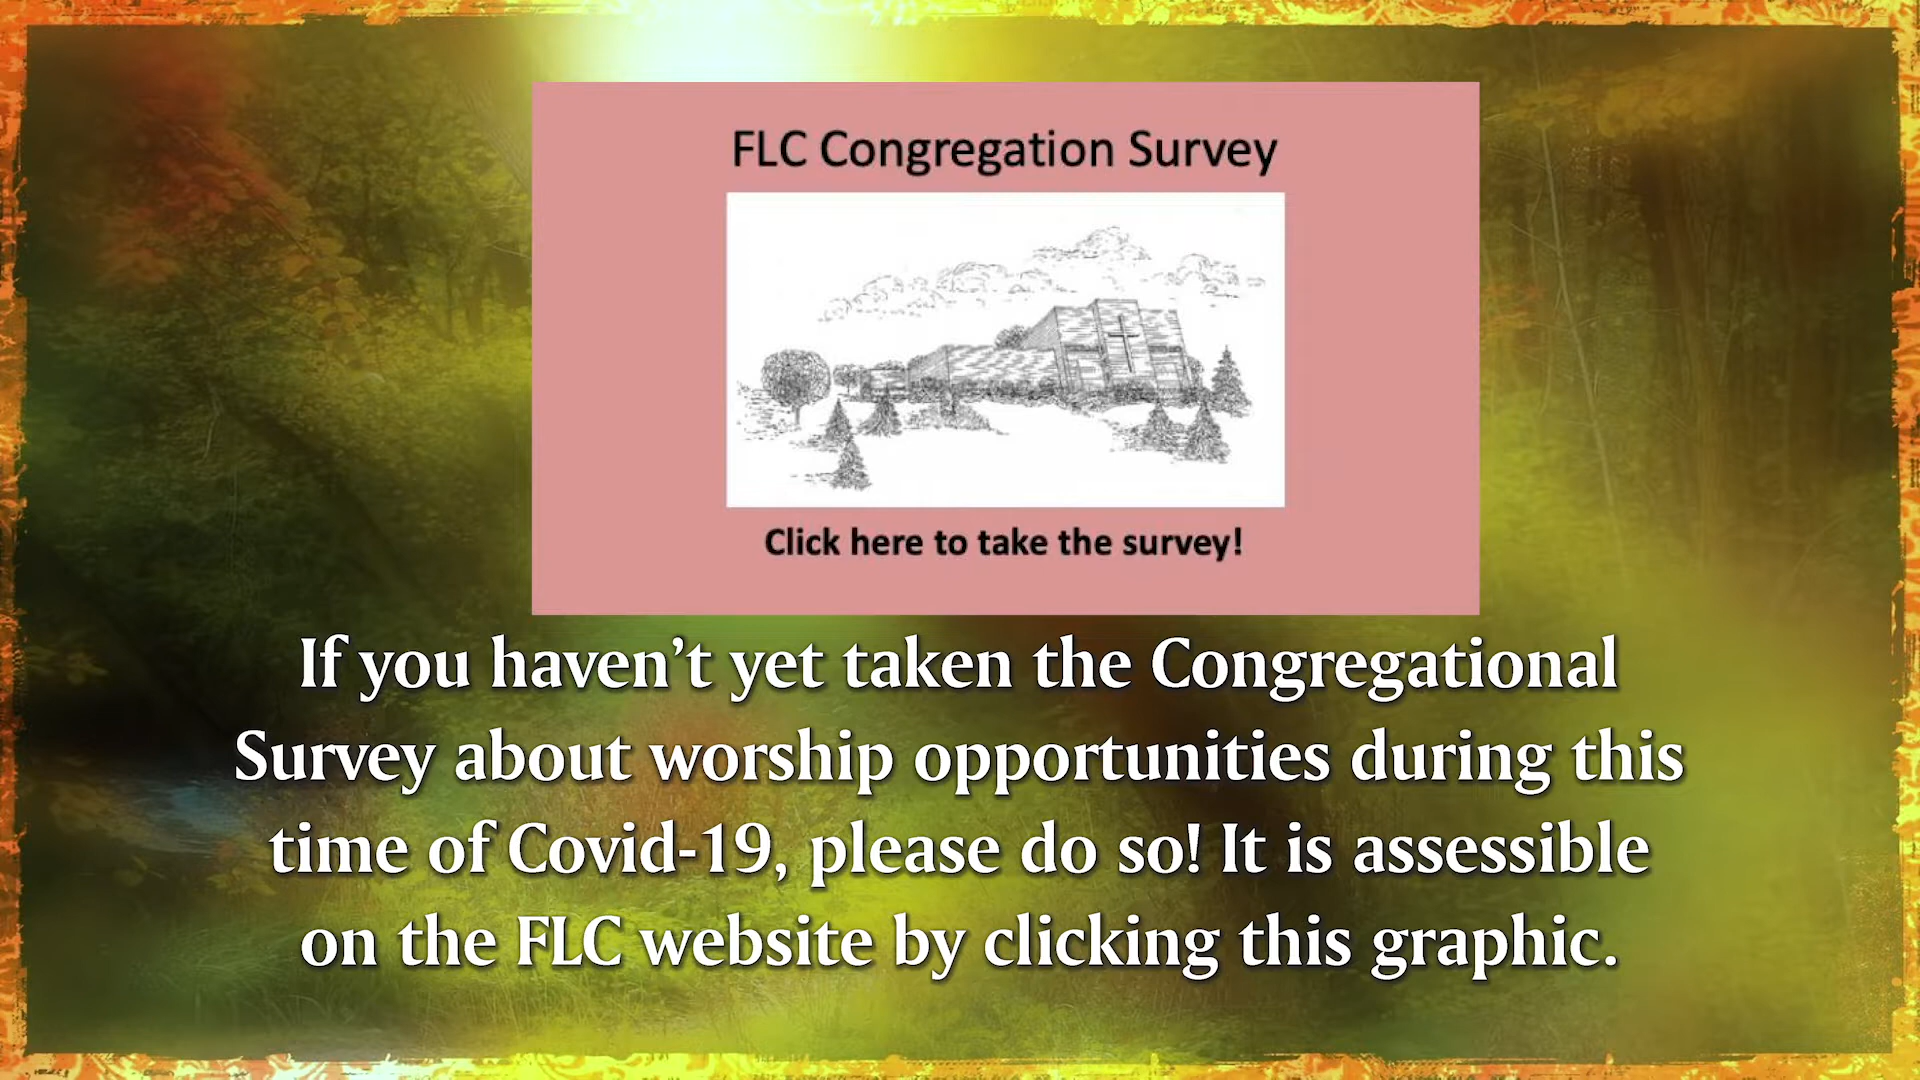 FLC Congregation Survey
Click here to take the survey!
If you haven’t yet taken the Congregational
Survey about worship opportunities during this
time of Covid-19, please do so! It is assessible
on the FLC website by clicking this graphic.